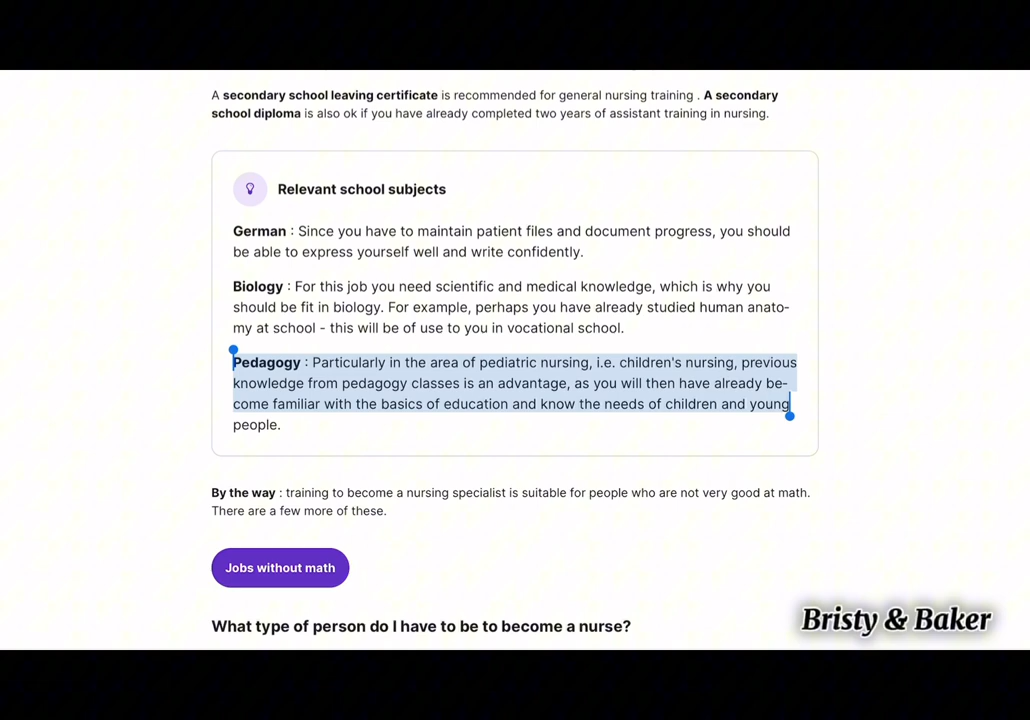 A secondary school leaving certificate is recommended for general nursing training . A secondary
school diploma is also ok if you have already completed two years of assistant training in nursing.
Relevant school subjects
German : Since you have to maintain patient files and document progress, you should
be able to express yourself well and write confidently.
Biology : For this job you need scientific and medical knowledge, which is why you
should be fit in biology. For example, perhaps you have already studied human anato-
my at school - this will be of use to you in vocational school.
Pedagogy : Particularly in the area of pediatric nursing, i.e. children's nursing, previous
knowledge from pedagogy classes is an advantage, as you will then have already be-
come familiar with the basics of education and know the needs of children and young
people.
By the way : training to become a nursing specialist is suitable for people who are not very good at math.
There are a few more of these.
Jobs without math
Bristy & Baker
What type of person do I have to be to become a nurse?